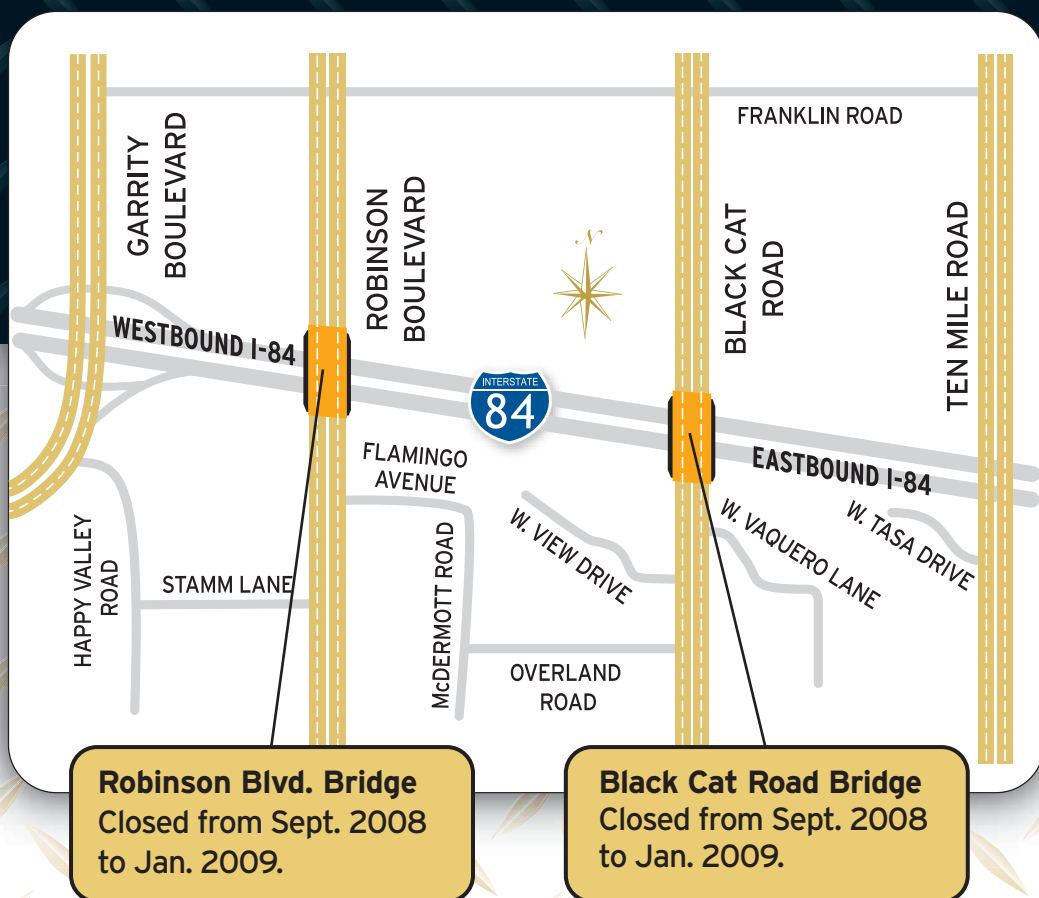 FRANKLIN ROAD
GARRITY
BOULEVARD
ROBINSON
BOULEVARD
N
BLACK CAT
ROAD
TEN MILE ROAD
WESTBOUND I-84
INTERSTATE
84
EASTBOUND I-84
FLAMINGO
AVENUE
W. VIEW DRIVE
W. VAQUERO LANE
W. TASA DRIVE
HAPPY VALLEY
ROAD
STAMM LANE
McDERMOTT ROAD
OVERLAND
ROAD
Robinson Blvd. Bridge
Closed from Sept. 2008
to Jan. 2009.
Black Cat Road Bridge
Closed from Sept. 2008
to Jan. 2009.